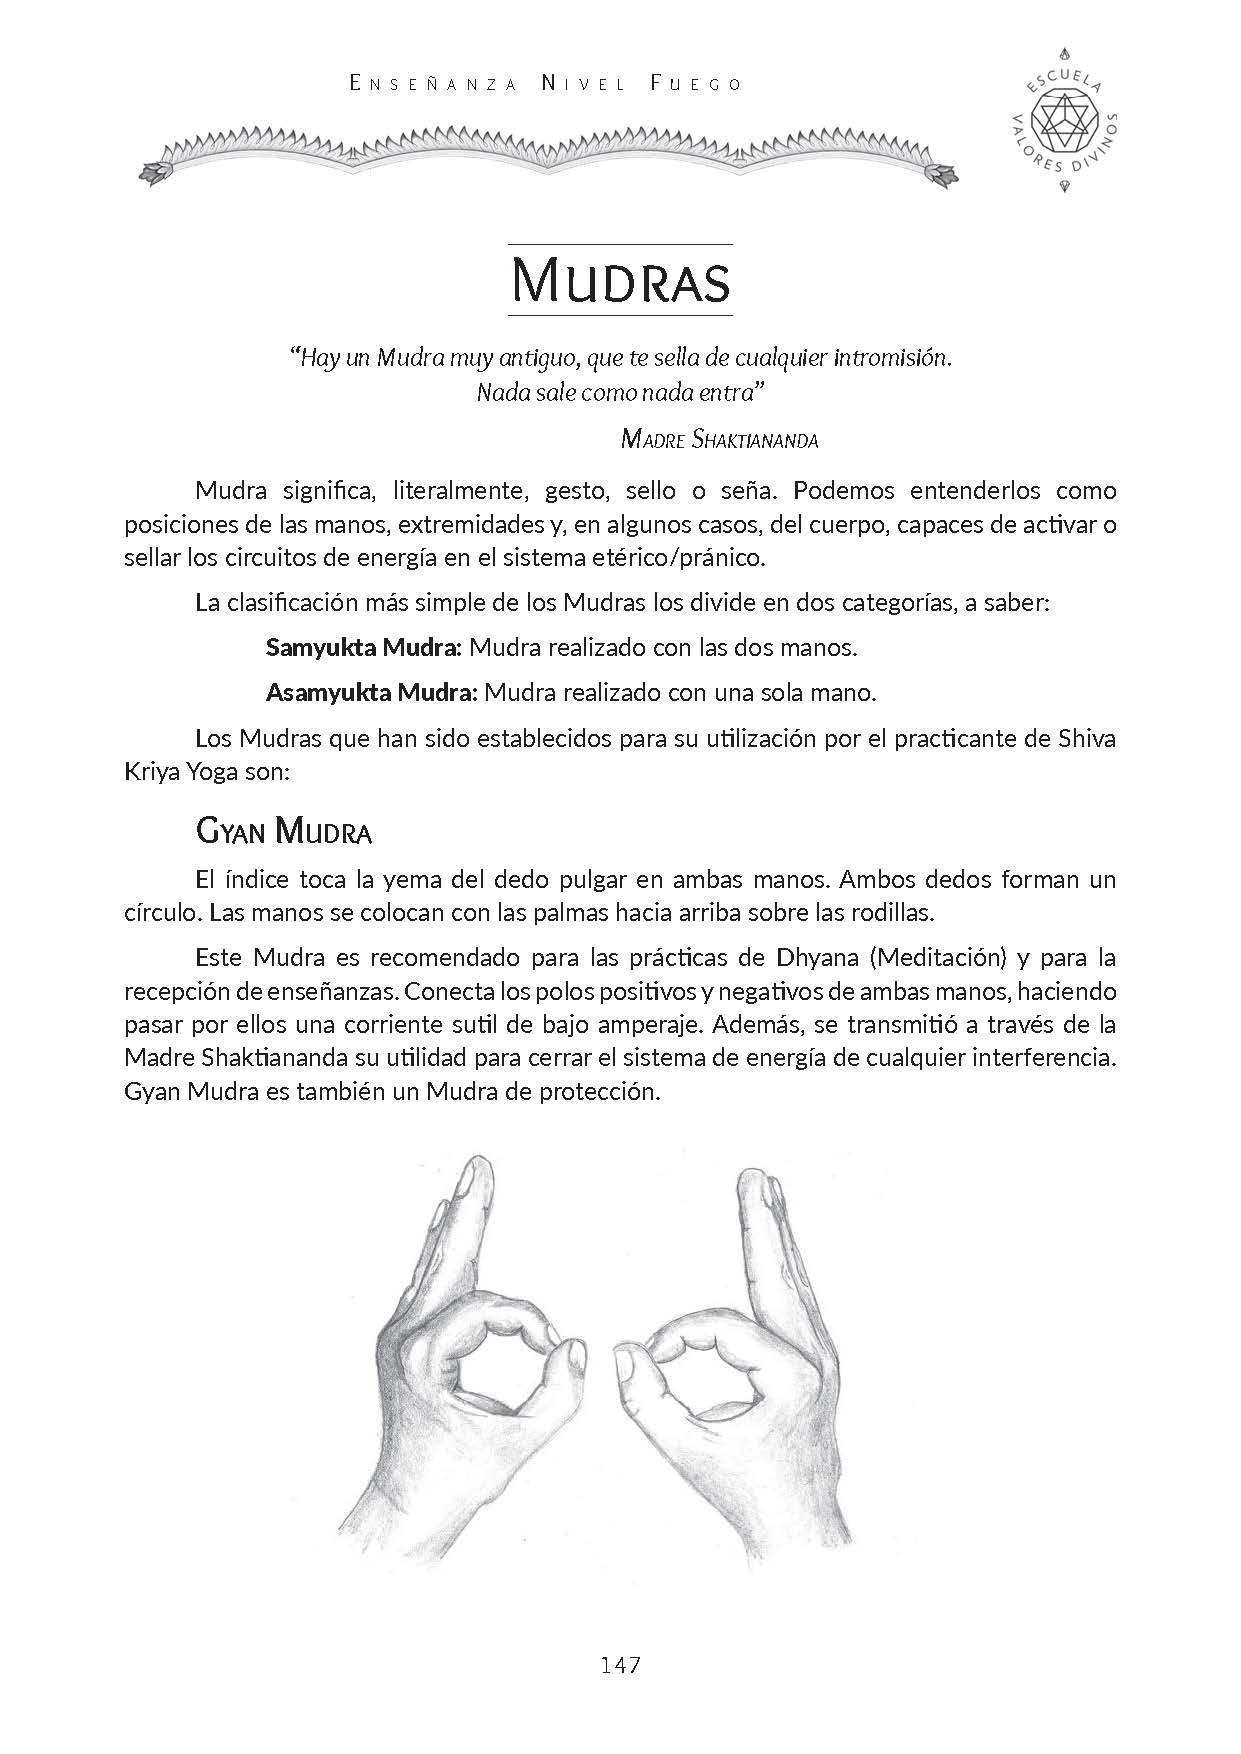 Enseñanza Nivel Fuego
ESCUELA
VALORES DIVINOS
Mudras
“Hay un Mudra muy antiguo, que te sella de cualquier intromisión.
Nada sale como nada entra”
Madre Shaktiananda
Mudra significa, literalmente, gesto, sello o seña. Podemos entenderlos como
posiciones de las manos, extremidades y, en algunos casos, del cuerpo, capaces de activar o
sellar los circuitos de energía en el sistema etérico/pránico.
La clasificación más simple de los Mudras los divide en dos categorías, a saber:
Samyukta Mudra: Mudra realizado con las dos manos.
Asamyukta Mudra: Mudra realizado con una sola mano.
Los Mudras que han sido establecidos para su utilización por el practicante de Shiva
Kriya Yoga son:
Gyan Mudra
El índice toca la yema del dedo pulgar en ambas manos. Ambos dedos forman un
círculo. Las manos se colocan con las palmas hacia arriba sobre las rodillas.
Este Mudra es recomendado para las prácticas de Dhyana (Meditación) y para la
recepción de enseñanzas. Conecta los polos positivos y negativos de ambas manos, haciendo
pasar por ellos una corriente sutil de bajo amperaje. Además, se transmitió a través de la
Madre Shaktiananda su utilidad para cerrar el sistema de energía de cualquier interferencia.
Gyan Mudra es también un Mudra de protección.
147